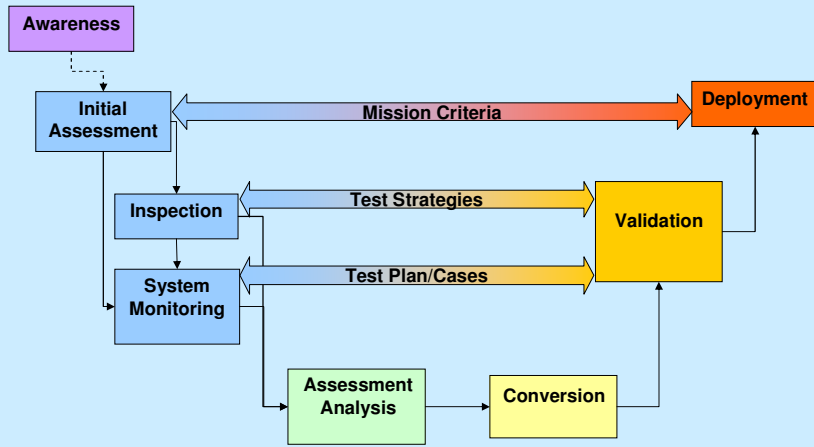 Awareness
Initial
Assessment
Mission Criteria
Deployment
Inspection
Test Strategies
Validation
System
Monitoring
Test Plan/Cases
Assessment
Analysis
Conversion